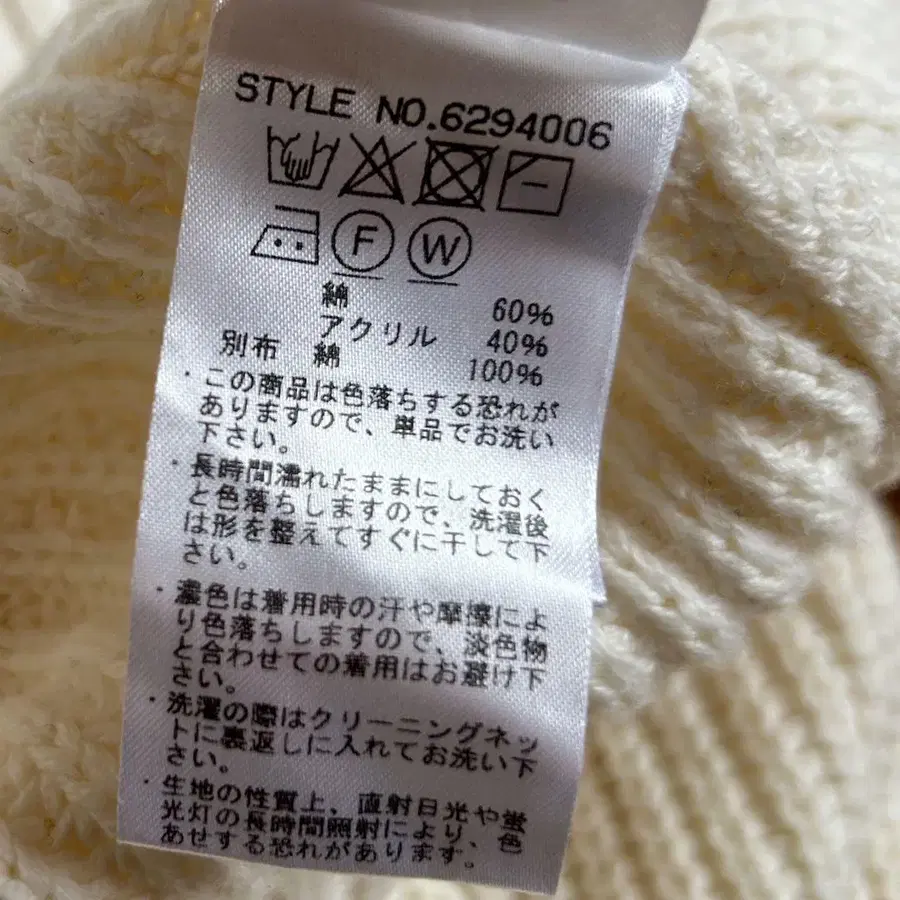 STYLE NO.6294006
F W
綿 60%
アクリル 40%
別布 綿 100%
・この商品は色落ちする恐れが
ありますので、単品でお洗い
下さい。
・長時間濡れたままにしておく
と色落ちしますので、洗濯後
は形を整えてすぐに干して下
さい。
・濃色は着用時の汗や摩擦によ
り色落ちしますので、淡色物
と合わせての着用はお避け下
さい。
・洗濯の際はクリーニングネッ
トに裏返しに入れてお洗い下
さい。
・生地の性質上、直射日光や蛍
光灯の長時間照射により、色
あせする恐れがあります。